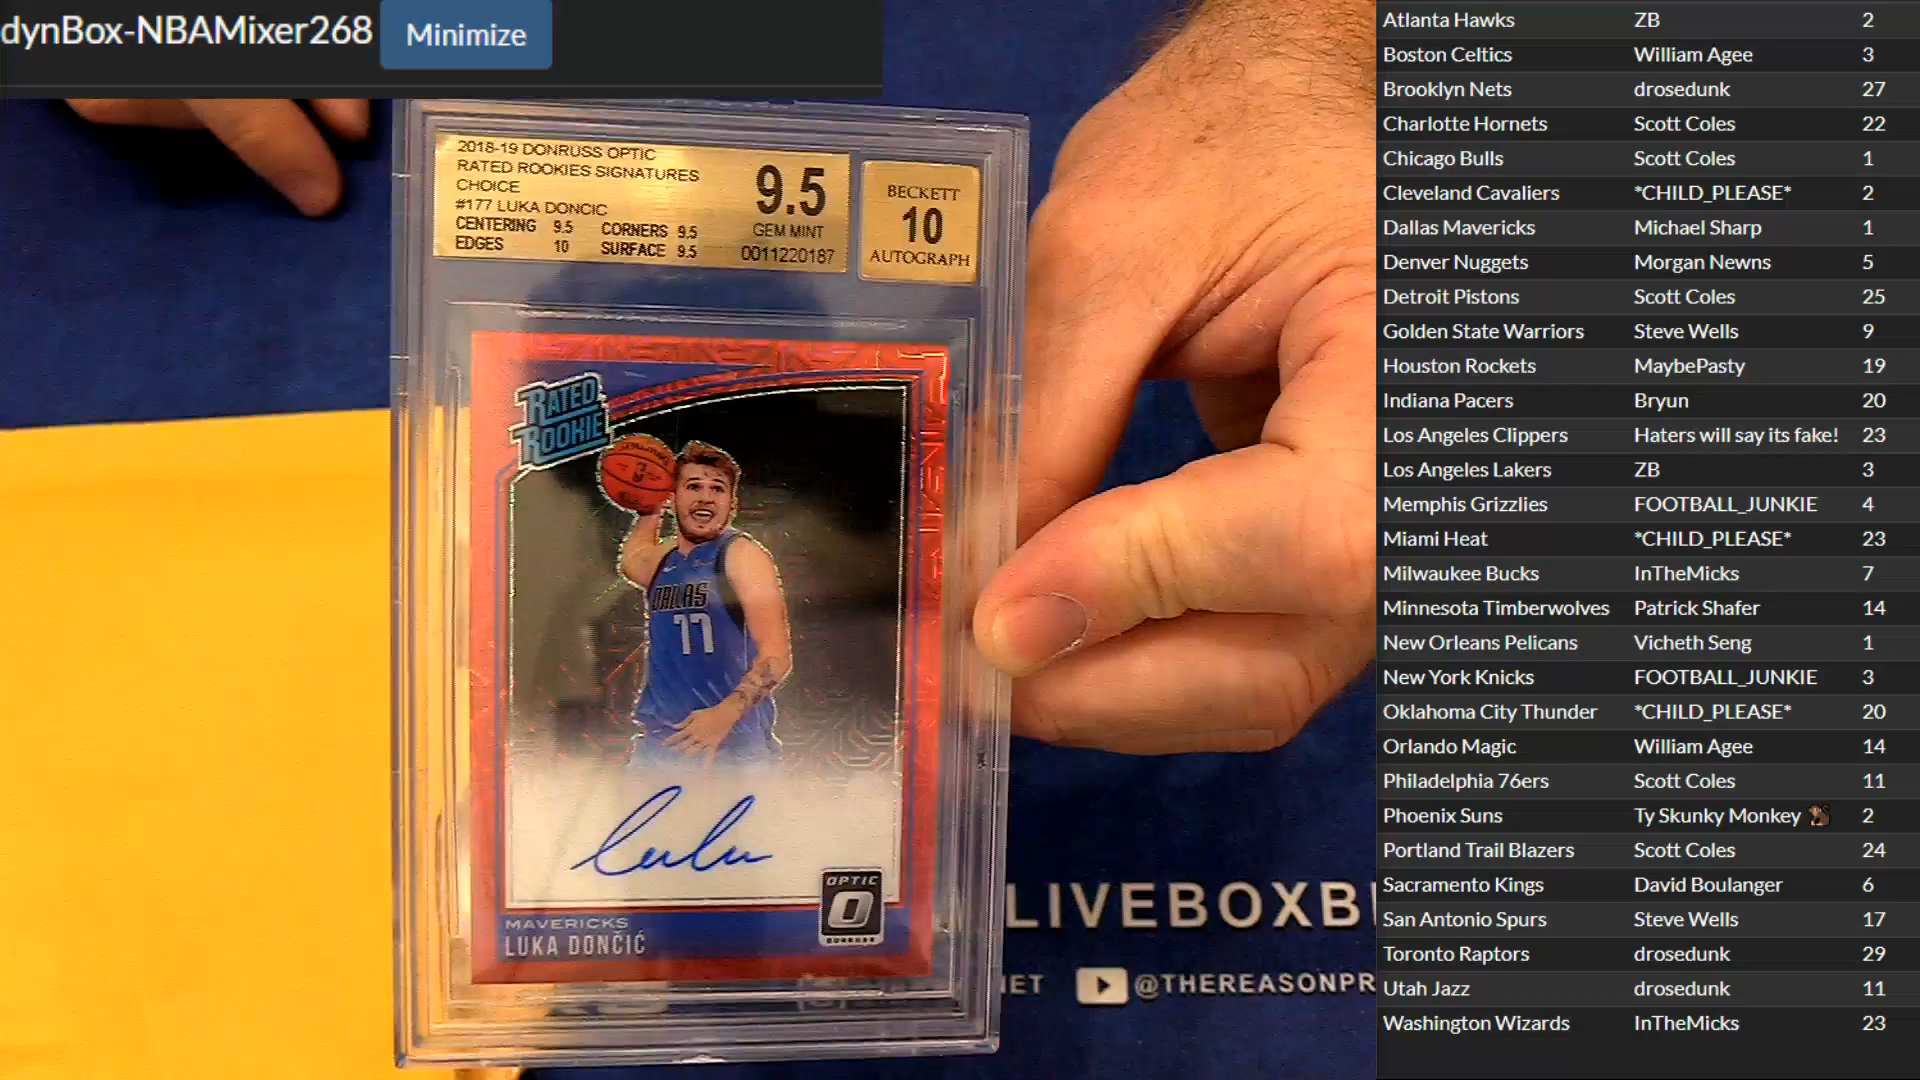 dynBox-NBAMixer268
Minimize
2018-19 DONRUSS OPTIC
RATED ROOKIES SIGNATURES
CHOICE
#177 LUKA DONCIC
CENTERING 9.5 CORNERS 9.5
EDGES 10 SURFACE 9.5
9.5
GEM MINT
0011220187
BECKETT
10
AUTOGRAPH
RATED
ROOKIE
SPALDING
DALLAS
77
OPTIC
DONRUSS
MAVERICKS
LUKA DONČIĆ
LIVEBOXB
ET
@THEREASONPR
Atlanta Hawks ZB 2
Boston Celtics William Agee 3
Brooklyn Nets drosedunk 27
Charlotte Hornets Scott Coles 22
Chicago Bulls Scott Coles 1
Cleveland Cavaliers *CHILD_PLEASE* 2
Dallas Mavericks Michael Sharp 1
Denver Nuggets Morgan Newns 5
Detroit Pistons Scott Coles 25
Golden State Warriors Steve Wells 9
Houston Rockets MaybePasty 19
Indiana Pacers Bryun 20
Los Angeles Clippers Haters will say its fake! 23
Los Angeles Lakers ZB 3
Memphis Grizzlies FOOTBALL_JUNKIE 4
Miami Heat *CHILD_PLEASE* 23
Milwaukee Bucks InTheMicks 7
Minnesota Timberwolves Patrick Shafer 14
New Orleans Pelicans Vicheth Seng 1
New York Knicks FOOTBALL_JUNKIE 3
Oklahoma City Thunder *CHILD_PLEASE* 20
Orlando Magic William Agee 14
Philadelphia 76ers Scott Coles 11
Phoenix Suns Ty Skunky Monkey 2
Portland Trail Blazers Scott Coles 24
Sacramento Kings David Boulanger 6
San Antonio Spurs Steve Wells 17
Toronto Raptors drosedunk 29
Utah Jazz drosedunk 11
Washington Wizards InTheMicks 23